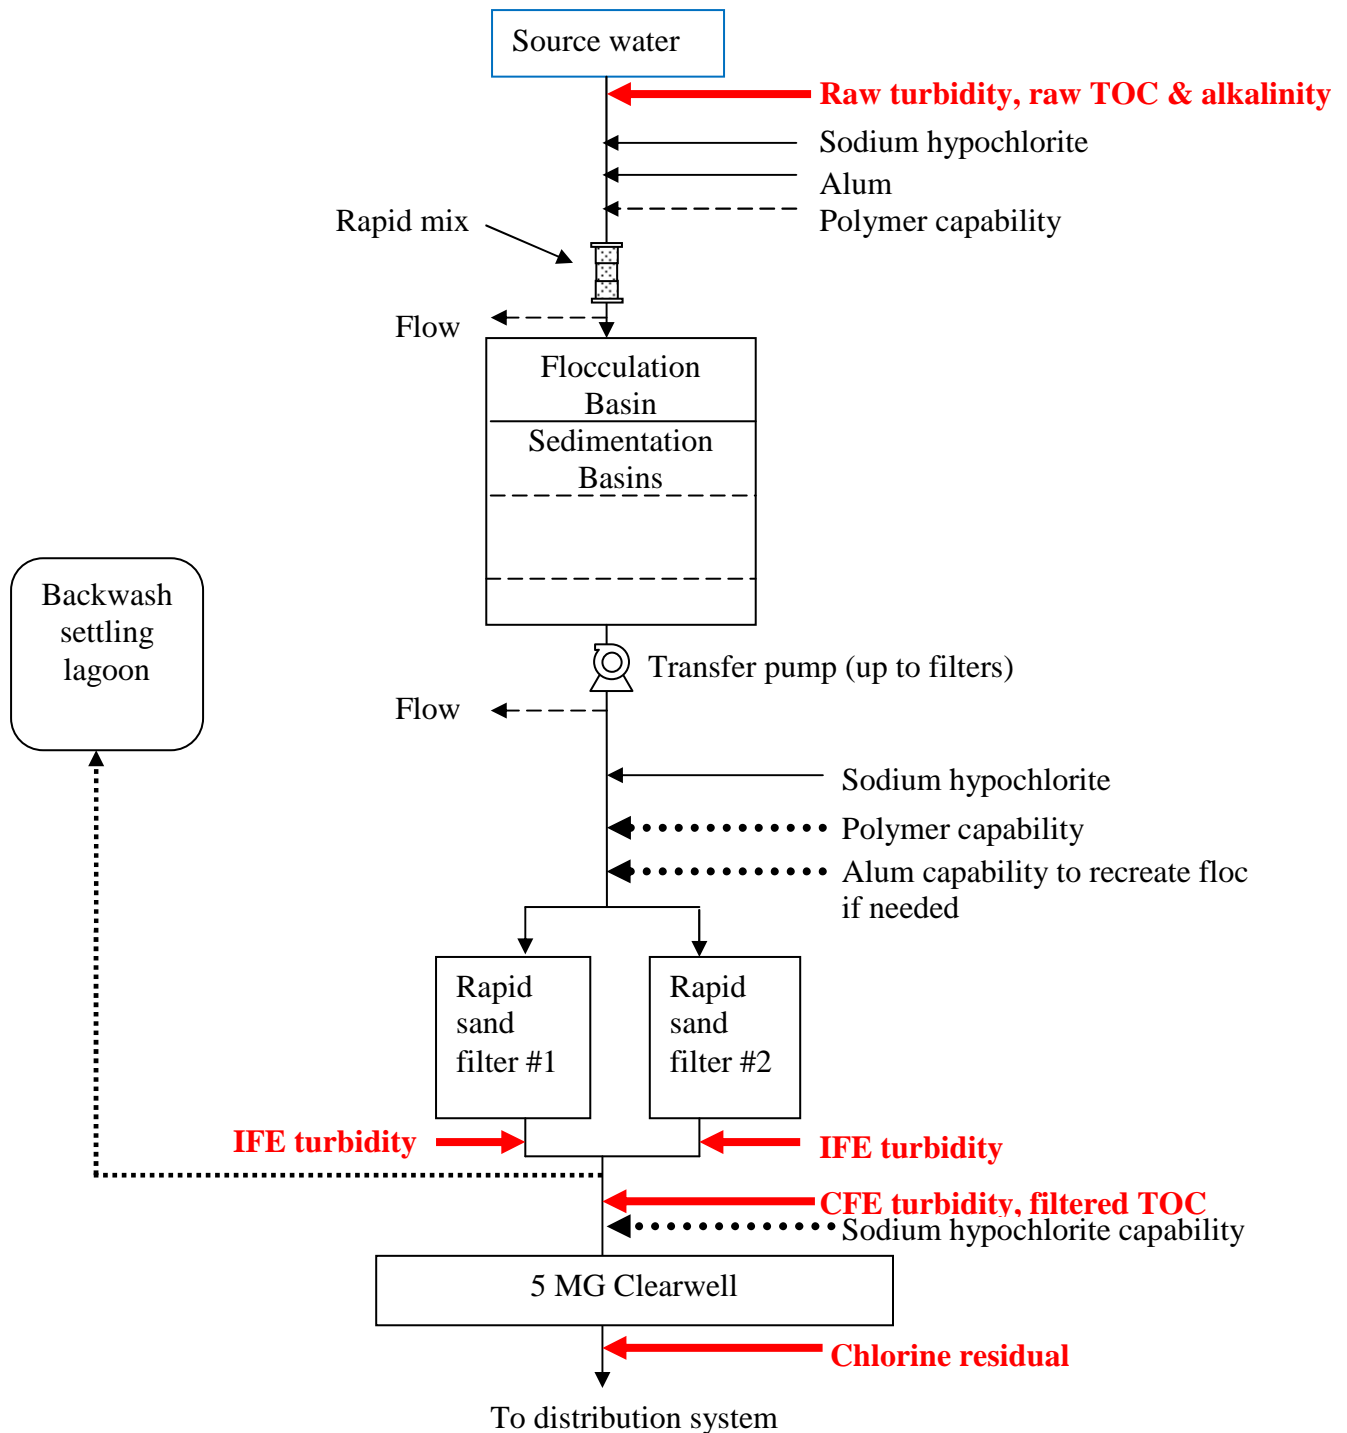 Source water
Raw turbidity, raw TOC & alkalinity
Sodium hypochlorite
Alum
Polymer capability
Rapid mix
Flow
Flocculation
Basin
Sedimentation
Basins
Backwash
settling
lagoon
Transfer pump (up to filters)
Flow
Sodium hypochlorite
Polymer capability
Alum capability to recreate floc
if needed
Rapid
sand
filter #1
Rapid
sand
filter #2
IFE turbidity
IFE turbidity
CFE turbidity, filtered TOC
Sodium hypochlorite capability
5 MG Clearwell
Chlorine residual
To distribution system